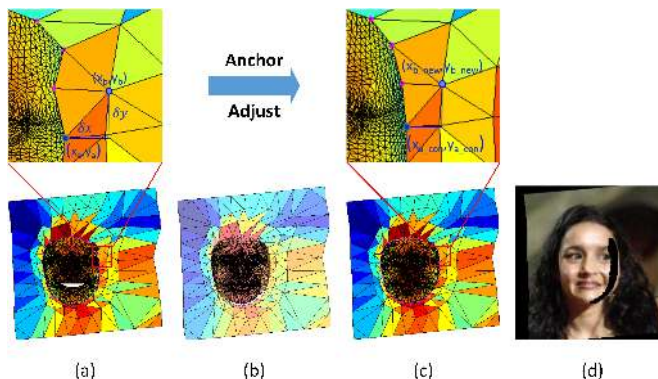 (x_b,y_b)
δx
δy
(x_a,y_a)
Anchor
Adjust
(x_b_new,y_b_new)
(x_a_con,y_a_con)
(a)
(b)
(c)
(d)